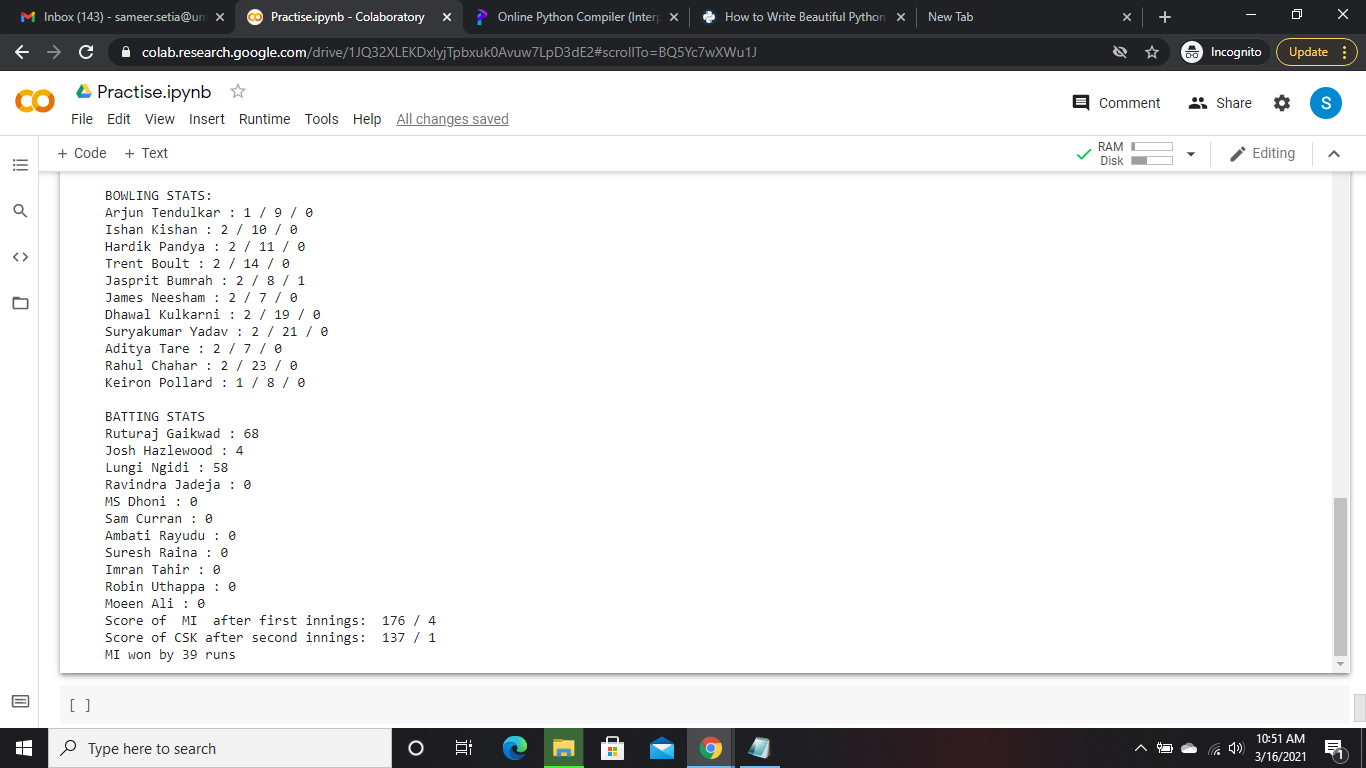 Inbox (143) - sameer.setia@un
Practise.ipynb - Colaboratory
Online Python Compiler (Interp
How to Write Beautiful Python
New Tab
colab.research.google.com/drive/1JQ32XLEKDxlyjTpbxuk0Avuw7LpD3dE2#scrollTo=BQ5Yc7wXWu1J
Incognito
Update
Practise.ipynb
Comment
Share
S
File Edit View Insert Runtime Tools Help All changes saved
+ Code + Text
RAM
Disk
Editing
BOWLING STATS:
Arjun Tendulkar : 1 / 9 / 0
Ishan Kishan : 2 / 10 / 0
Hardik Pandya : 2 / 11 / 0
Trent Boult : 2 / 14 / 0
Jasprit Bumrah : 2 / 8 / 1
James Neesham : 2 / 7 / 0
Dhawal Kulkarni : 2 / 19 / 0
Suryakumar Yadav : 2 / 21 / 0
Aditya Tare : 2 / 7 / 0
Rahul Chahar : 2 / 23 / 0
Keiron Pollard : 1 / 8 / 0
BATTING STATS
Ruturaj Gaikwad : 68
Josh Hazlewood : 4
Lungi Ngidi : 58
Ravindra Jadeja : 0
MS Dhoni : 0
Sam Curran : 0
Ambati Rayudu : 0
Suresh Raina : 0
Imran Tahir : 0
Robin Uthappa : 0
Moeen Ali : 0
Score of  MI  after first innings:  176 / 4
Score of CSK after second innings:  137 / 1
MI won by 39 runs
[ ]
Type here to search
10:51 AM
3/16/2021
1